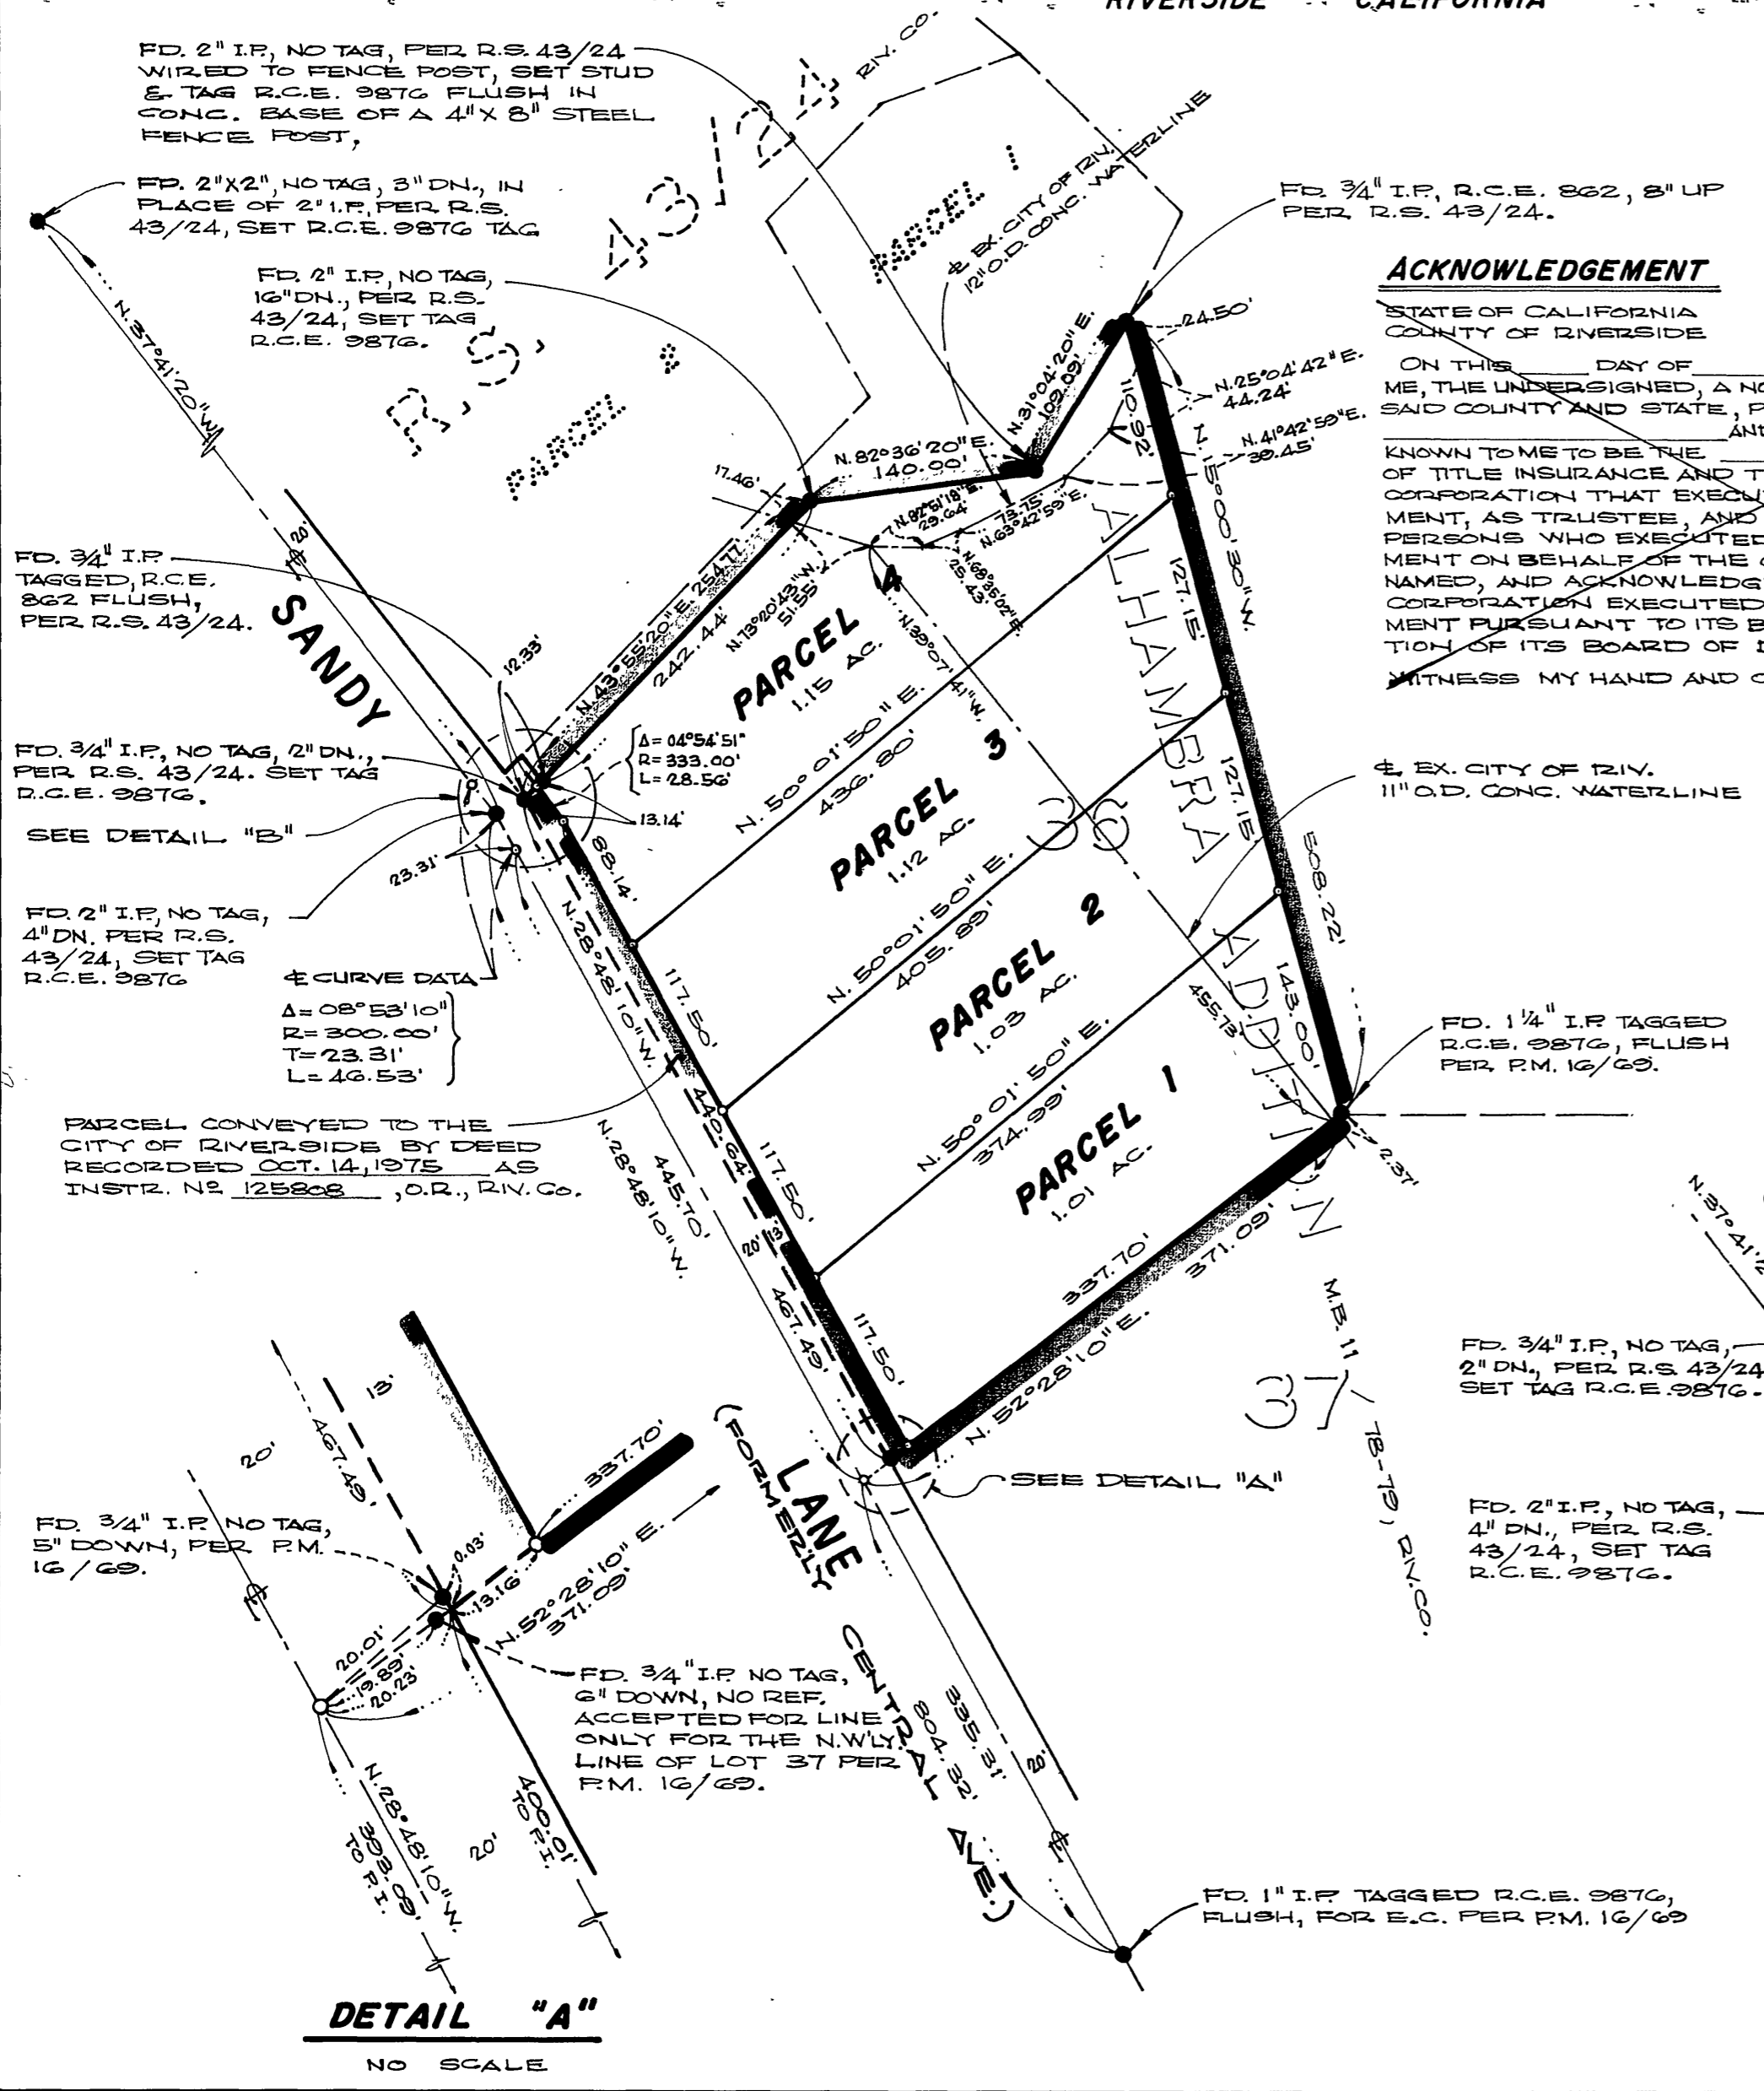 RIVERSIDE CALIFORNIA
FD. 2" I.P., NO TAG, PER R.S. 43/24
WIRED TO FENCE POST, SET STUD
& TAG R.C.E. 9876 FLUSH IN
CONC. BASE OF A 4" X 8" STEEL
FENCE POST,
FD. 2"X2", NO TAG, 3" DN., IN
PLACE OF 2" I.P., PER R.S.
43/24, SET R.C.E. 9876 TAG
FD. 2" I.P., NO TAG,
16" DN., PER R.S.
43/24, SET TAG
R.C.E. 9876.
R.S. 43/24
RIV. CO.
PARCEL
PARCEL 1
℄ EX. CITY OF RIV.
12" O.D. CONC. WATERLINE
FD. 3/4" I.P., R.C.E. 862, 8" UP
PER R.S. 43/24.
ACKNOWLEDGEMENT
STATE OF CALIFORNIA
COUNTY OF RIVERSIDE
ON THIS ____ DAY OF
ME, THE UNDERSIGNED, A NO
SAID COUNTY AND STATE, P
AN
KNOWN TO ME TO BE THE
OF TITLE INSURANCE AND T
CORPORATION THAT EXECU
MENT, AS TRUSTEE, AND
PERSONS WHO EXECUTED
MENT ON BEHALF OF THE
NAMED, AND ACKNOWLEDG
CORPORATION EXECUTED
MENT PURSUANT TO ITS B
TION OF ITS BOARD OF
WITNESS MY HAND AND
N. 37°41'20" W.
20'
24.50'
N. 25°04'42" E.
44.24'
N. 41°42'59" E.
39.45'
N. 31°04'20" E.
109.09'
110.92'
N. 82°36'20" E.
140.00'
17.46'
N. 82°51'18" E.
29.64'
73.75'
N. 63°42'59" E.
N. 68°35'02" E.
25.43'
N. 73°20'43" W.
51.55'
N. 43°55'20" E. 254.77'
242.44'
N. 39°07'41" W.
N. 15°00'30" W.
127.15'
127.15'
508.22'
143.00'
ALHAMBRA ADDITION
FD. 3/4" I.P.
TAGGED, R.C.E.
862 FLUSH,
PER R.S. 43/24.
SANDY
12.33'
Δ= 04°54'51"
R= 333.00'
L= 28.56'
13.14'
FD. 3/4" I.P., NO TAG, 2" DN.,
PER R.S. 43/24. SET TAG
R.C.E. 9876.
SEE DETAIL "B"
23.31'
FD. 2" I.P., NO TAG,
4" DN. PER R.S.
43/24, SET TAG
R.C.E. 9876
℄ CURVE DATA
Δ= 08°53'10"
R= 300.00'
T= 23.31'
L= 46.53'
PARCEL 4
1.15 AC.
N. 50°01'50" E.
436.80'
PARCEL 3
1.12 AC.
36
N. 50°01'50" E.
405.89'
PARCEL 2
1.03 AC.
N. 50°01'50" E.
374.99'
PARCEL 1
1.01 AC.
℄ EX. CITY OF RIV.
11" O.D. CONC. WATERLINE
455.73'
FD. 1 1/4" I.P. TAGGED
R.C.E. 9876, FLUSH
PER P.M. 16/69.
2.37'
88.14'
N. 28°48'10" W.
117.50'
440.64'
117.50'
117.50'
20'
13'
467.49'
445.70'
N. 28°48'10" W.
PARCEL CONVEYED TO THE
CITY OF RIVERSIDE BY DEED
RECORDED OCT. 14, 1975 AS
INSTR. Nº 125808, O.R., RIV. Co.
337.70'
371.09'
N. 52°28'10" E.
37
M.B. 11 / 78-79, RIV. CO.
N. 37°41'2
FD. 3/4" I.P., NO TAG,
2" DN., PER R.S. 43/24
SET TAG R.C.E. 9876.
FD. 2" I.P., NO TAG,
4" DN., PER R.S.
43/24, SET TAG
R.C.E. 9876.
SEE DETAIL "A"
LANE
(FORMERLY CENTRAL AVE.)
335.31'
804.32'
20'
FD. 1" I.P. TAGGED R.C.E. 9876,
FLUSH, FOR E.C. PER P.M. 16/69
13'
20'
467.49'
337.70'
FD. 3/4" I.P. NO TAG,
5" DOWN, PER P.M.
16/69.
0.03'
13.16'
N. 52°28'10" E.
371.09'
20.01'
19.89'
20.23'
FD. 3/4" I.P. NO TAG,
6" DOWN, NO REF.
ACCEPTED FOR LINE
ONLY FOR THE N.W'LY.
LINE OF LOT 37 PER
P.M. 16/69.
N. 28°48'10" W.
393.09'
TO P.I.
20'
400.01'
TO P.I.
DETAIL "A"
NO SCALE